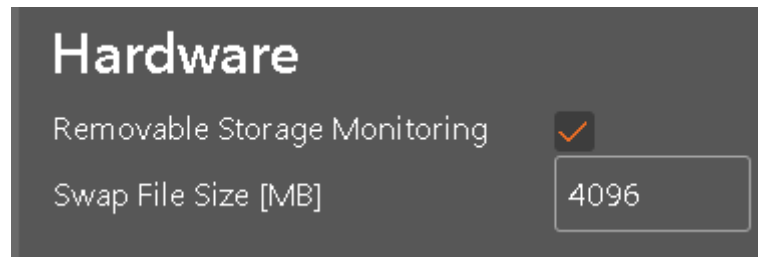 Hardware
Removable Storage Monitoring
Swap File Size [MB] 4096